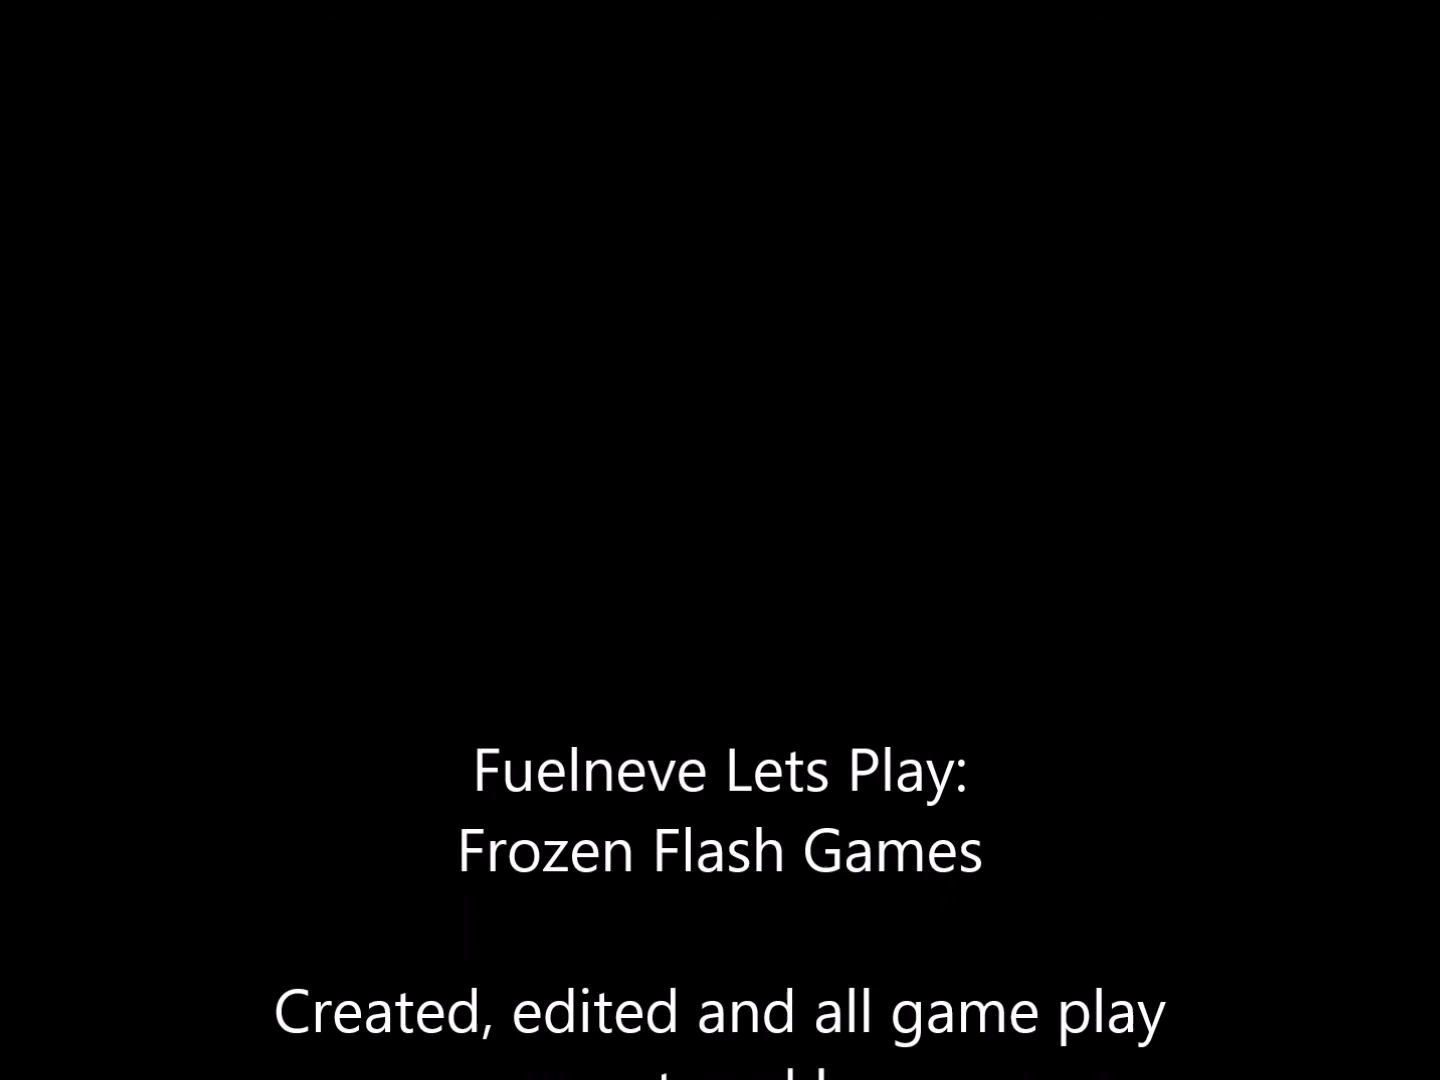 Fuelneve Lets Play:
Frozen Flash Games
Created, edited and all game play